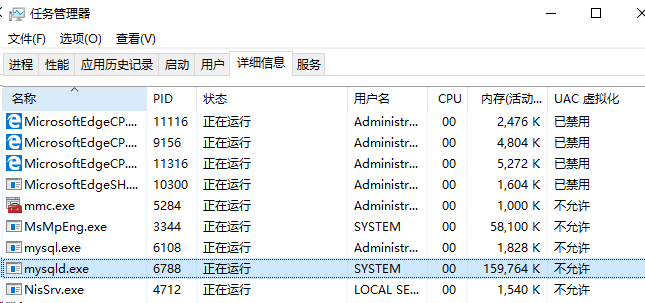 任务管理器
文件(F) 选项(O) 查看(V)
进程 性能 应用历史记录 启动 用户 详细信息 服务
名称 PID 状态 用户名 CPU 内存(活动... UAC 虚拟化
MicrosoftEdgeCP.... 11116 正在运行 Administr... 00 2,476 K 已禁用
MicrosoftEdgeCP.... 9156 正在运行 Administr... 00 4,804 K 已禁用
MicrosoftEdgeCP.... 11316 正在运行 Administr... 00 5,272 K 已禁用
MicrosoftEdgeSH.... 10300 正在运行 Administr... 00 1,604 K 已禁用
mmc.exe 5284 正在运行 Administr... 00 1,000 K 不允许
MsMpEng.exe 3344 正在运行 SYSTEM 00 58,100 K 不允许
mysql.exe 6108 正在运行 Administr... 00 1,828 K 不允许
mysqld.exe 6788 正在运行 SYSTEM 00 159,764 K 不允许
NisSrv.exe 4712 正在运行 LOCAL SE... 00 1,540 K 不允许